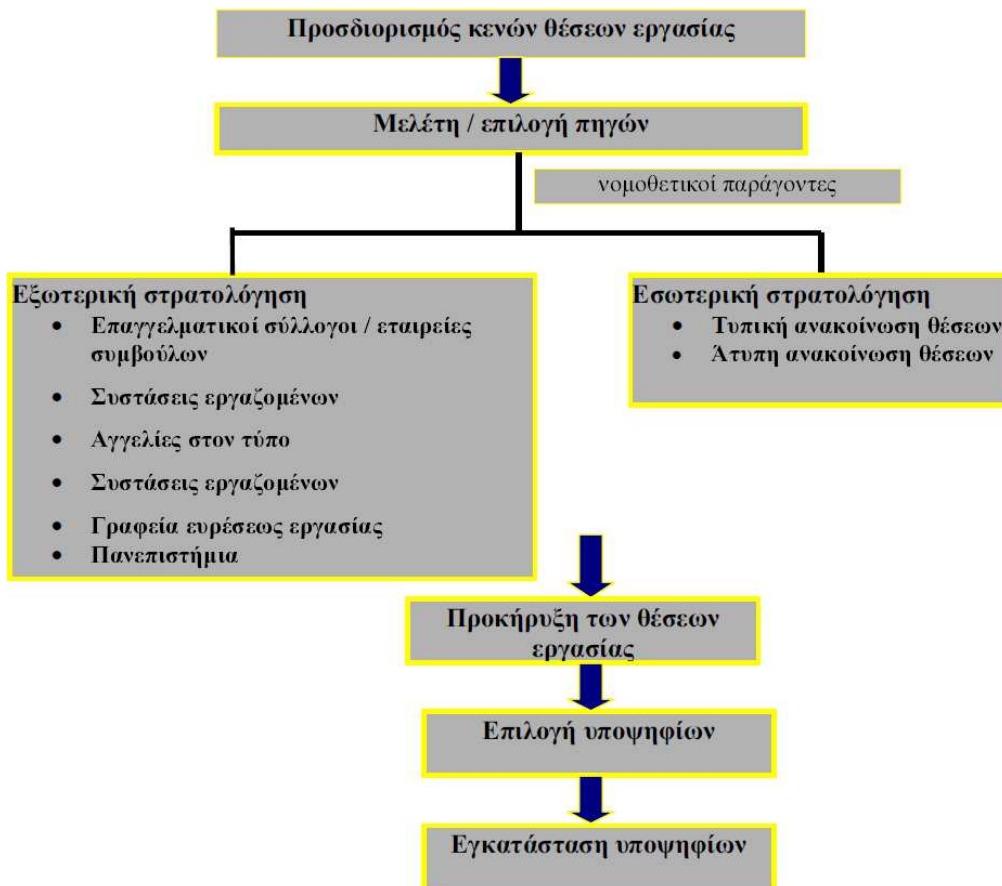 Προσδιορισμός κενών θέσεων εργασίας
Μελέτη / επιλογή πηγών
νομοθετικοί παράγοντες
Εξωτερική στρατολόγηση
• Επαγγελματικοί σύλλογοι / εταιρείες
συμβούλων
• Συστάσεις εργαζομένων
• Αγγελίες στον τύπο
• Συστάσεις εργαζομένων
• Γραφεία ευρέσεως εργασίας
• Πανεπιστήμια
Εσωτερική στρατολόγηση
• Τυπική ανακοίνωση θέσεων
• Άτυπη ανακοίνωση θέσεων
Προκήρυξη των θέσεων
εργασίας
Επιλογή υποψηφίων
Εγκατάσταση υποψηφίων